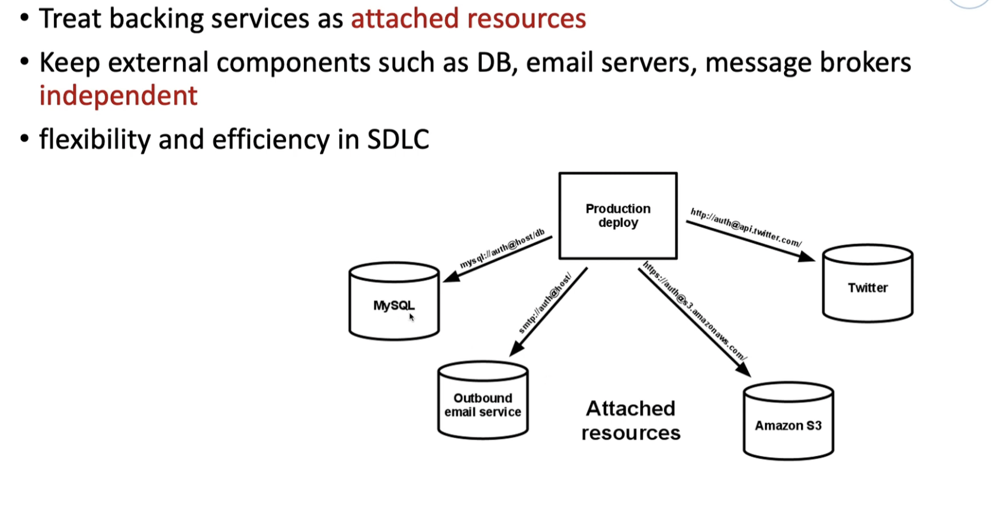 • Treat backing services as attached resources
• Keep external components such as DB, email servers, message brokers
independent
• flexibility and efficiency in SDLC
Production
deploy
http://auth@api.twitter.com/
mysql://auth@host/db
smtp://auth@host/
https://auth@s3.amazonaws.com/
Twitter
MySQL
Outbound
email service
Attached
resources
Amazon S3